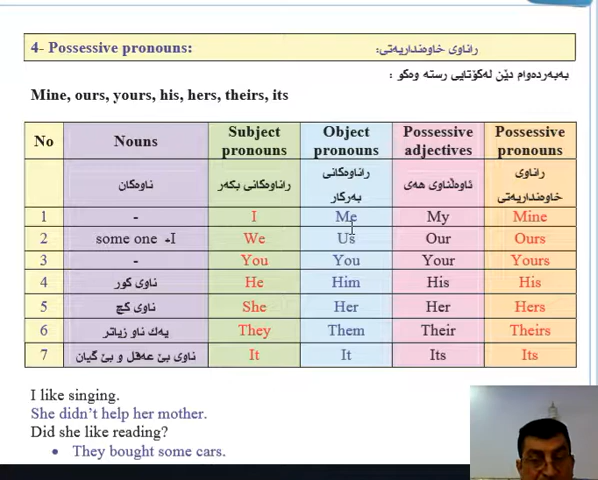 4- Possessive pronouns: راناوی خاوەنداریەتی:
بەبەردەوام دێن لەکۆتایی رستە وەکو :
Mine, ours, yours, his, hers, theirs, its
No Nouns Subject pronouns Object pronouns Possessive adjectives Possessive pronouns
ناوەکان راناوەکانی بکەر راناوەکانی بەرکار ئاوەڵناوی هەی راناوی خاوەنداریەتی
1 - I Me My Mine
2 some one +I We Us Our Ours
3 - You You Your Yours
4 ناوی کور He Him His His
5 ناوی کچ She Her Her Hers
6 یەك ناو زیاتر They Them Their Theirs
7 ناوی بێ عەقل و بێ گیان It It Its Its
I like singing.
She didn't help her mother.
Did she like reading?
• They bought some cars.